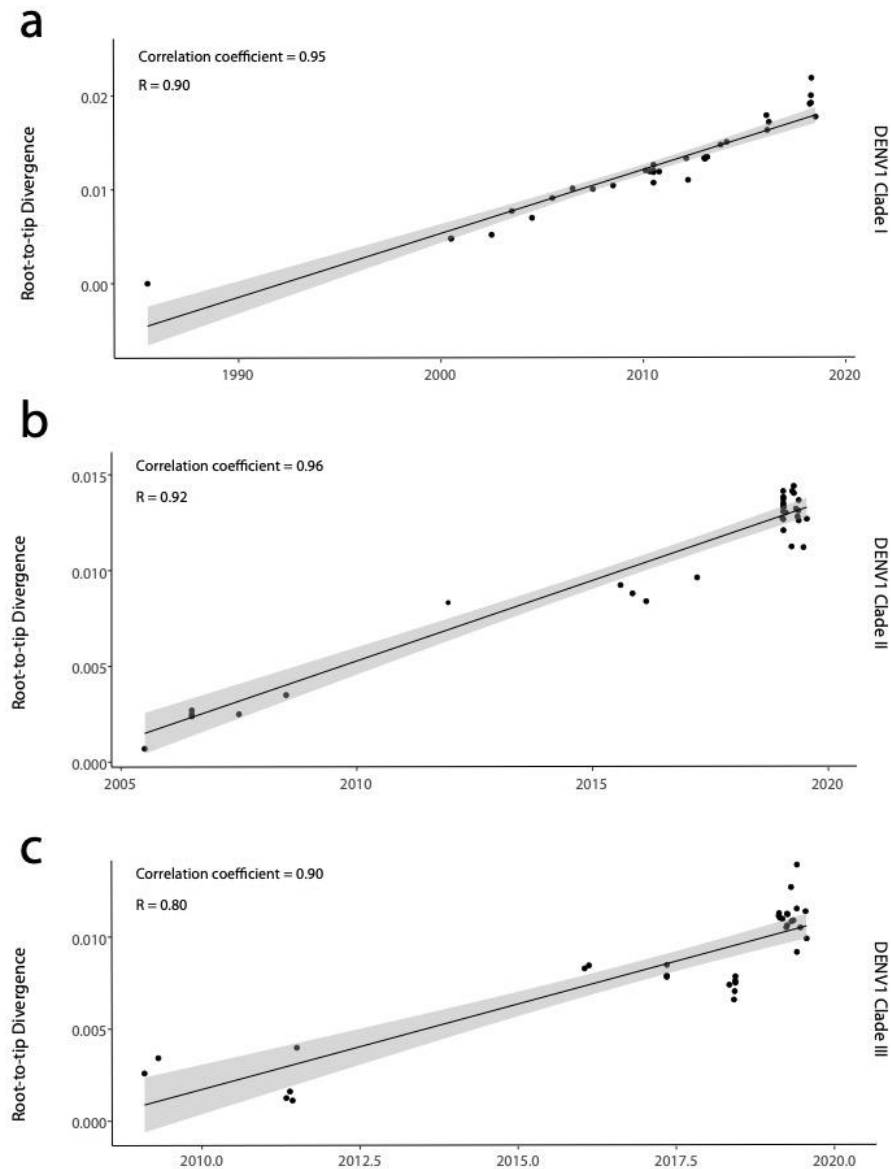 a
Correlation coefficient = 0.95
R = 0.90
0.02
0.01
0.00
Root-to-tip Divergence
DENV1 Clade I
1990
2000
2010
2020
b
Correlation coefficient = 0.96
R = 0.92
0.015
0.010
0.005
0.000
Root-to-tip Divergence
DENV1 Clade II
2005
2010
2015
2020
c
Correlation coefficient = 0.90
R = 0.80
0.010
0.005
0.000
Root-to-tip Divergence
DENV1 Clade III
2010.0
2012.5
2015.0
2017.5
2020.0